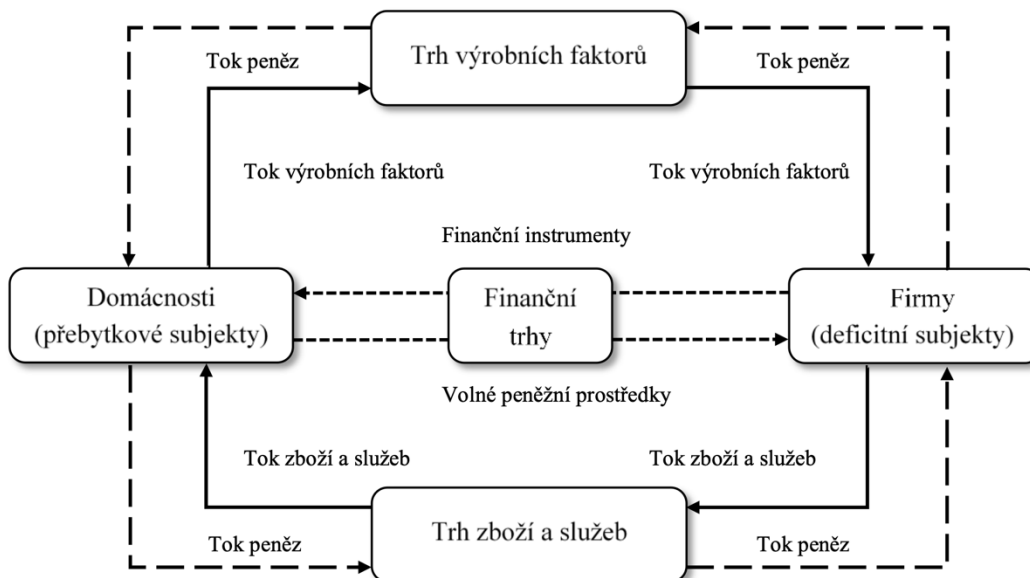 Trh výrobních faktorů
Tok peněz
Tok peněz
Tok výrobních faktorů
Tok výrobních faktorů
Finanční instrumenty
Domácnosti
(přebytkové subjekty)
Finanční
trhy
Firmy
(deficitní subjekty)
Volné peněžní prostředky
Tok zboží a služeb
Tok zboží a služeb
Trh zboží a služeb
Tok peněz
Tok peněz